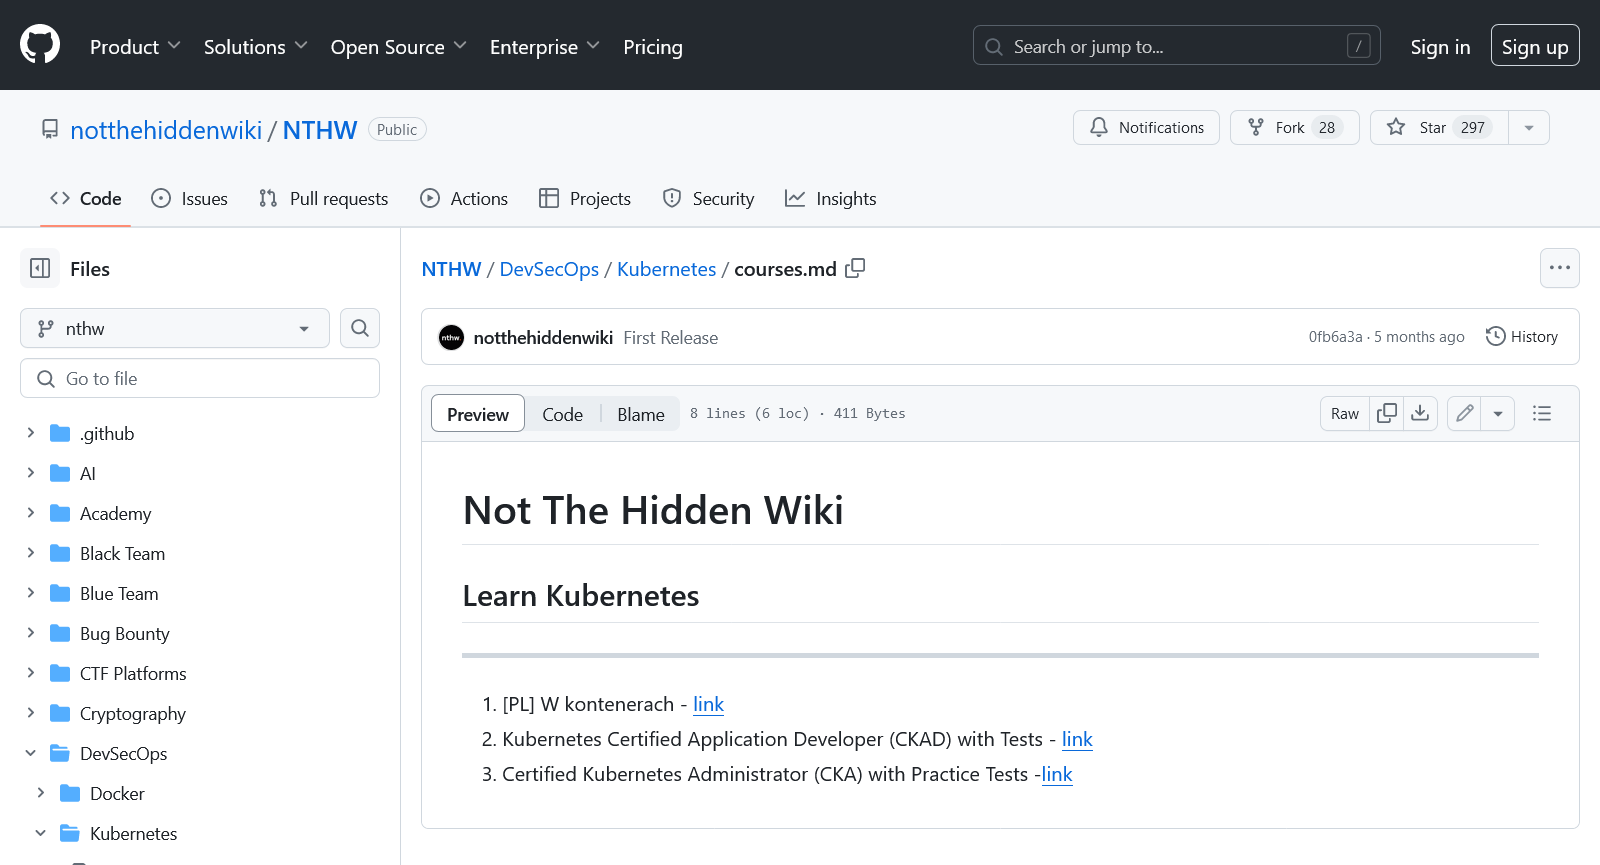 Product Solutions Open Source Enterprise Pricing Search or jump to... / Sign in Sign up
notthehiddenwiki / NTHW Public Notifications Fork 28 Star 297
Code Issues Pull requests Actions Projects Security Insights
Files
nthw
Go to file
.github
AI
Academy
Black Team
Blue Team
Bug Bounty
CTF Platforms
Cryptography
DevSecOps
Docker
Kubernetes
NTHW / DevSecOps / Kubernetes / courses.md
nthw notthehiddenwiki First Release 0fb6a3a · 5 months ago History
Preview Code Blame 8 lines (6 loc) · 411 Bytes Raw
Not The Hidden Wiki
Learn Kubernetes
1. [PL] W kontenerach - link
2. Kubernetes Certified Application Developer (CKAD) with Tests - link
3. Certified Kubernetes Administrator (CKA) with Practice Tests -link